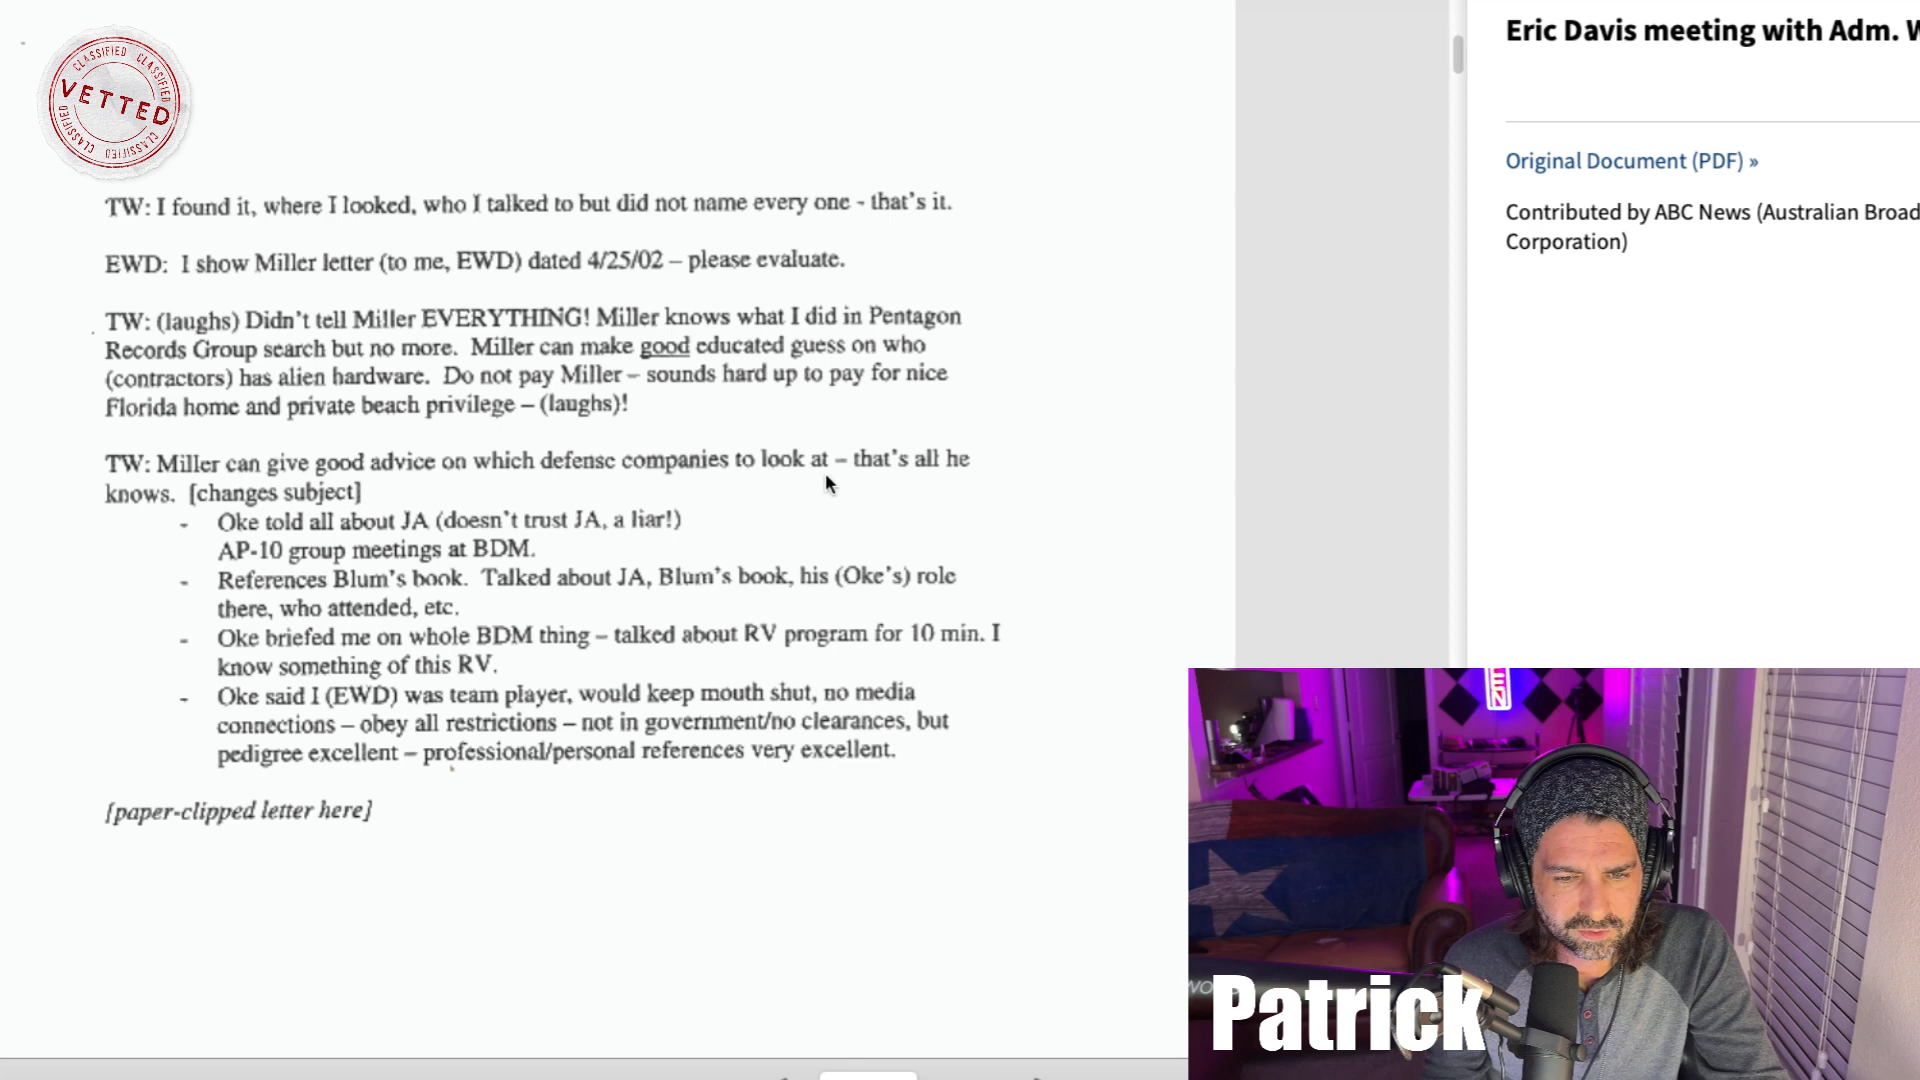 CLASSIFIED CLASSIFIED
VETTED
CLASSIFIED CLASSIFIED
TW: I found it, where I looked, who I talked to but did not name every one - that's it.
EWD: I show Miller letter (to me, EWD) dated 4/25/02 – please evaluate.
TW: (laughs) Didn't tell Miller EVERYTHING! Miller knows what I did in Pentagon
Records Group search but no more. Miller can make good educated guess on who
(contractors) has alien hardware. Do not pay Miller – sounds hard up to pay for nice
Florida home and private beach privilege – (laughs)!
TW: Miller can give good advice on which defense companies to look at – that's all he
knows. [changes subject]
- Oke told all about JA (doesn't trust JA, a liar!)
AP-10 group meetings at BDM.
- References Blum's book. Talked about JA, Blum's book, his (Oke's) role
there, who attended, etc.
- Oke briefed me on whole BDM thing – talked about RV program for 10 min. I
know something of this RV.
- Oke said I (EWD) was team player, would keep mouth shut, no media
connections – obey all restrictions – not in government/no clearances, but
pedigree excellent – professional/personal references very excellent.
[paper-clipped letter here]
Eric Davis meeting with Adm. W
Original Document (PDF) »
Contributed by ABC News (Australian Broad
Corporation)
Patrick